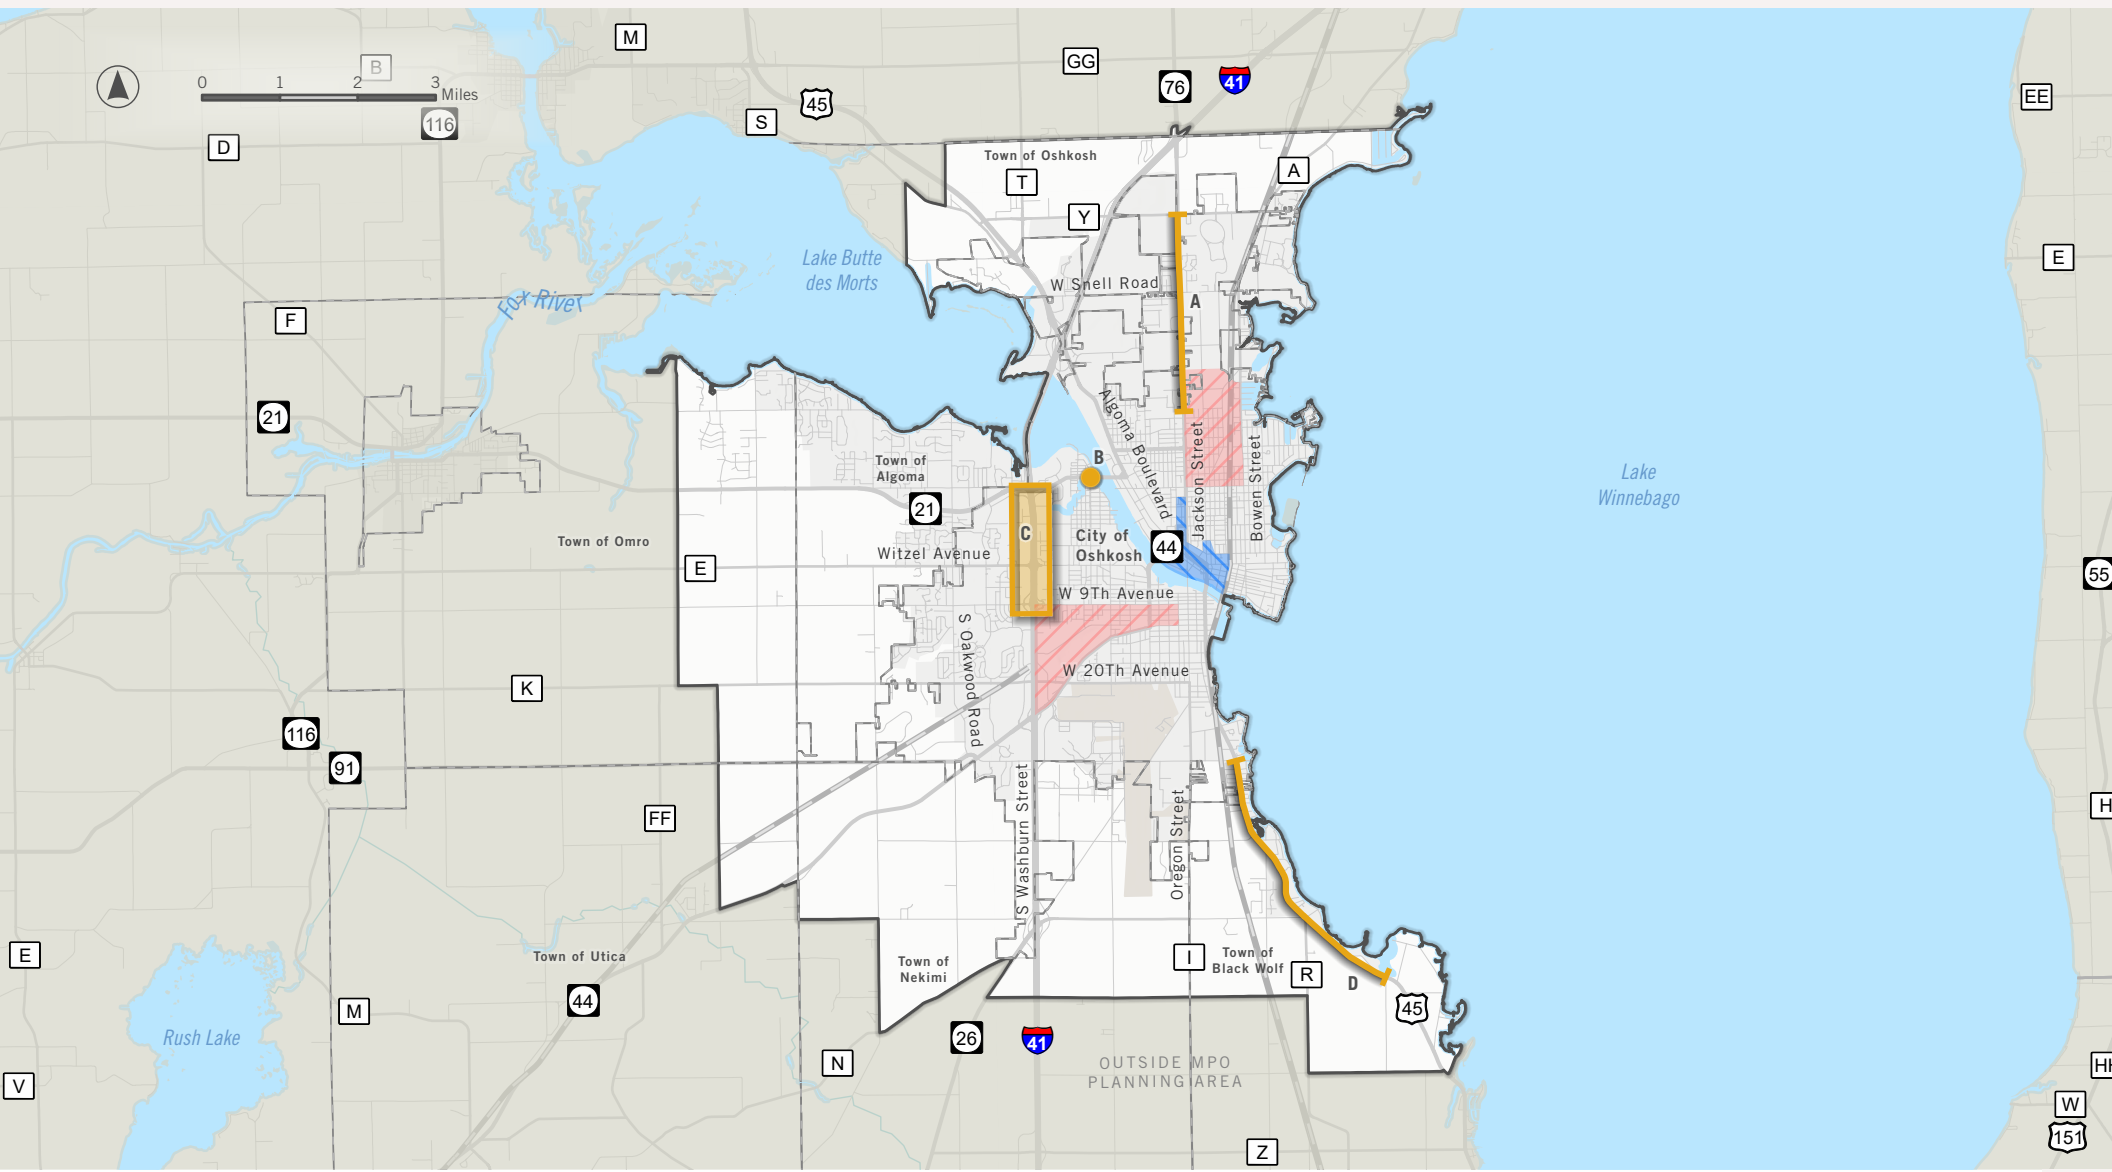 M
GG
76
41
B
0 1 2 3
Miles
45
EE
116
S
D
Town of Oshkosh
A
T
Y
Lake Butte
des Morts
E
W Snell Road
Fox River
A
F
21
Algoma Boulevard
Jackson Street
Bowen Street
B
Town of
Algoma
Lake
Winnebago
21
C
City of
Oshkosh
44
Town of Omro
Witzel Avenue
E
55
W 9Th Avenue
S Oakwood Road
W 20Th Avenue
K
116
91
S Washburn Street
Oregon Street
FF
H
E
Town of Utica
Town of
Nekimi
I
Town of
Black Wolf
R
D
44
M
45
Rush Lake
26
41
N
OUTSIDE MPO
PLANNING AREA
HH
V
W
151
Z